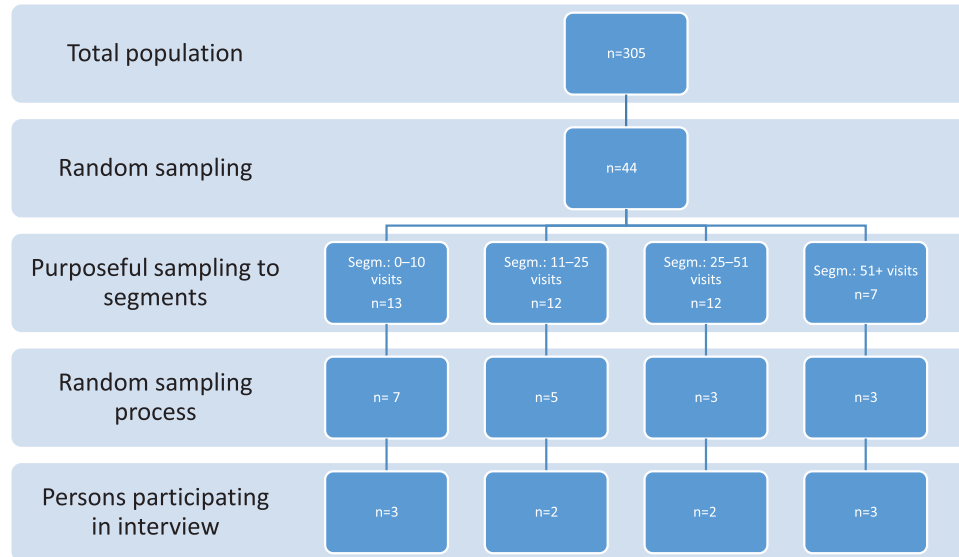 Total population
n=305
Random sampling
n=44
Purposeful sampling to
segments
Segm.: 0–10
visits
n=13
Segm.: 11–25
visits
n=12
Segm.: 25–51
visits
n=12
Segm.: 51+ visits
n=7
Random sampling
process
n= 7
n=5
n=3
n=3
Persons participating
in interview
n=3
n=2
n=2
n=3